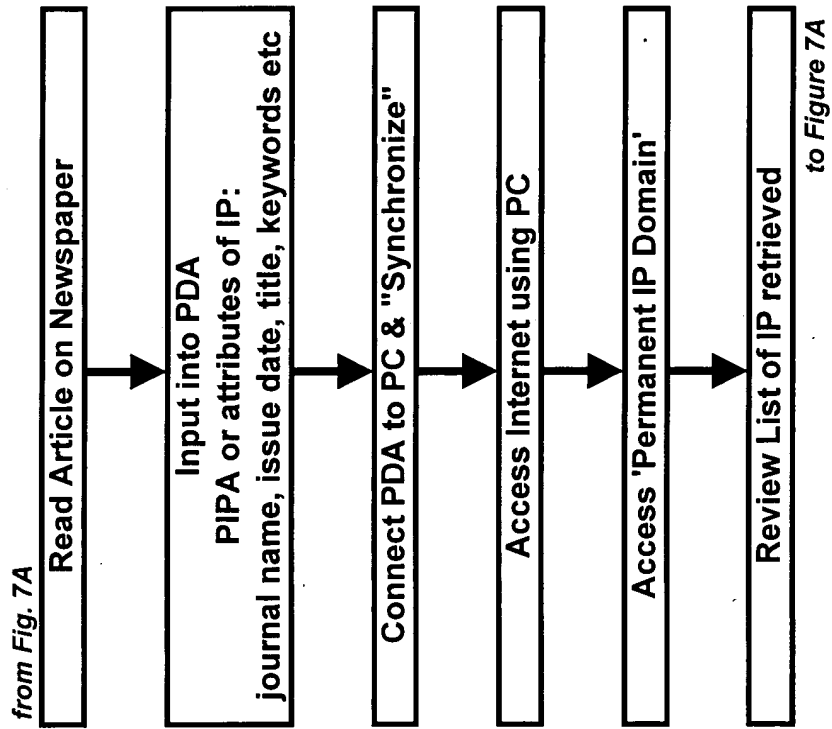 from Fig. 7A
Read Article on Newspaper
Input into PDA
PIPA or attributes of IP:
journal name, issue date, title, keywords etc
Connect PDA to PC & "Synchronize"
Access Internet using PC
Access 'Permanent IP Domain'
Review List of IP retrieved
to Figure 7A